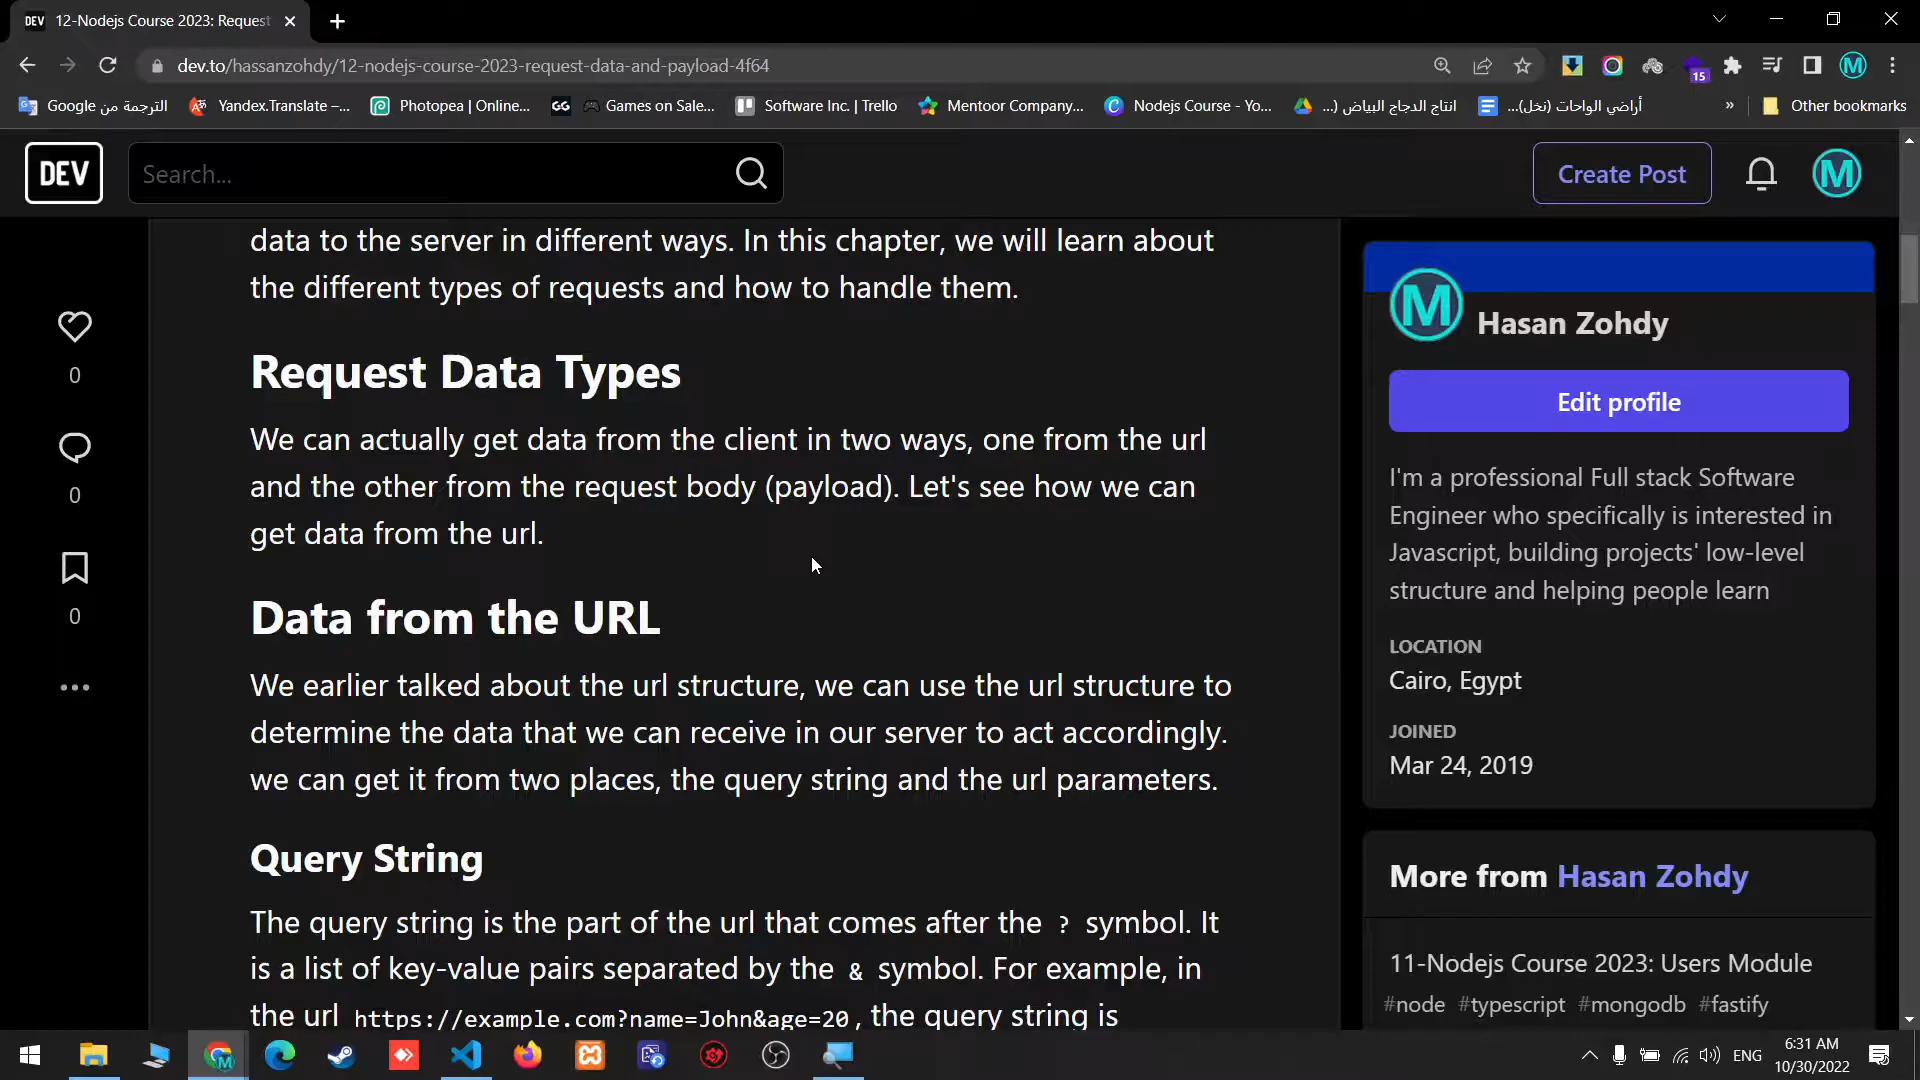 DEV 12-Nodejs Course 2023: Request
dev.to/hassanzohdy/12-nodejs-course-2023-request-data-and-payload-4f64
15
M
Google الترجمة من
Yandex.Translate –...
Photopea | Online...
GG
Games on Sale...
Software Inc. | Trello
Mentoor Company...
Nodejs Course - Yo...
انتاج الدجاج البياض (...
أراضي الواحات (نخل)...
»
Other bookmarks
DEV
Search...
Create Post
M
data to the server in different ways. In this chapter, we will learn about
the different types of requests and how to handle them.
Request Data Types
We can actually get data from the client in two ways, one from the url
and the other from the request body (payload). Let's see how we can
get data from the url.
Data from the URL
We earlier talked about the url structure, we can use the url structure to
determine the data that we can receive in our server to act accordingly.
we can get it from two places, the query string and the url parameters.
Query String
The query string is the part of the url that comes after the ? symbol. It
is a list of key-value pairs separated by the & symbol. For example, in
the url https://example.com?name=John&age=20, the query string is
0
0
0
M
Hasan Zohdy
Edit profile
I'm a professional Full stack Software
Engineer who specifically is interested in
Javascript, building projects' low-level
structure and helping people learn
LOCATION
Cairo, Egypt
JOINED
Mar 24, 2019
More from Hasan Zohdy
11-Nodejs Course 2023: Users Module
#node #typescript #mongodb #fastify
ENG
6:31 AM
10/30/2022